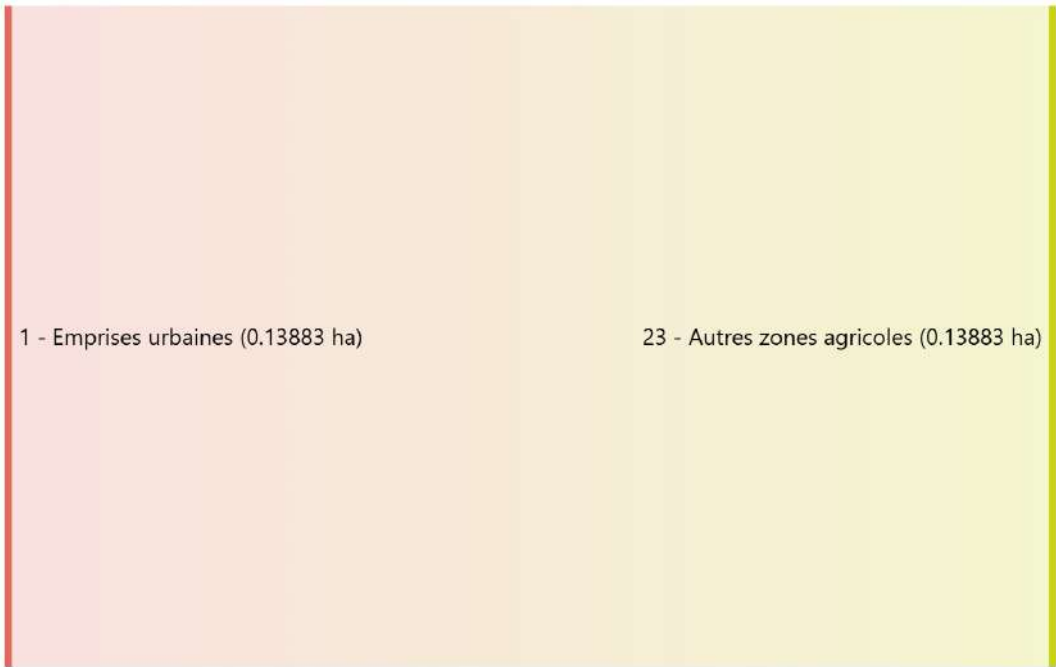 1 - Emprises urbaines (0.13883 ha)
23 - Autres zones agricoles (0.13883 ha)